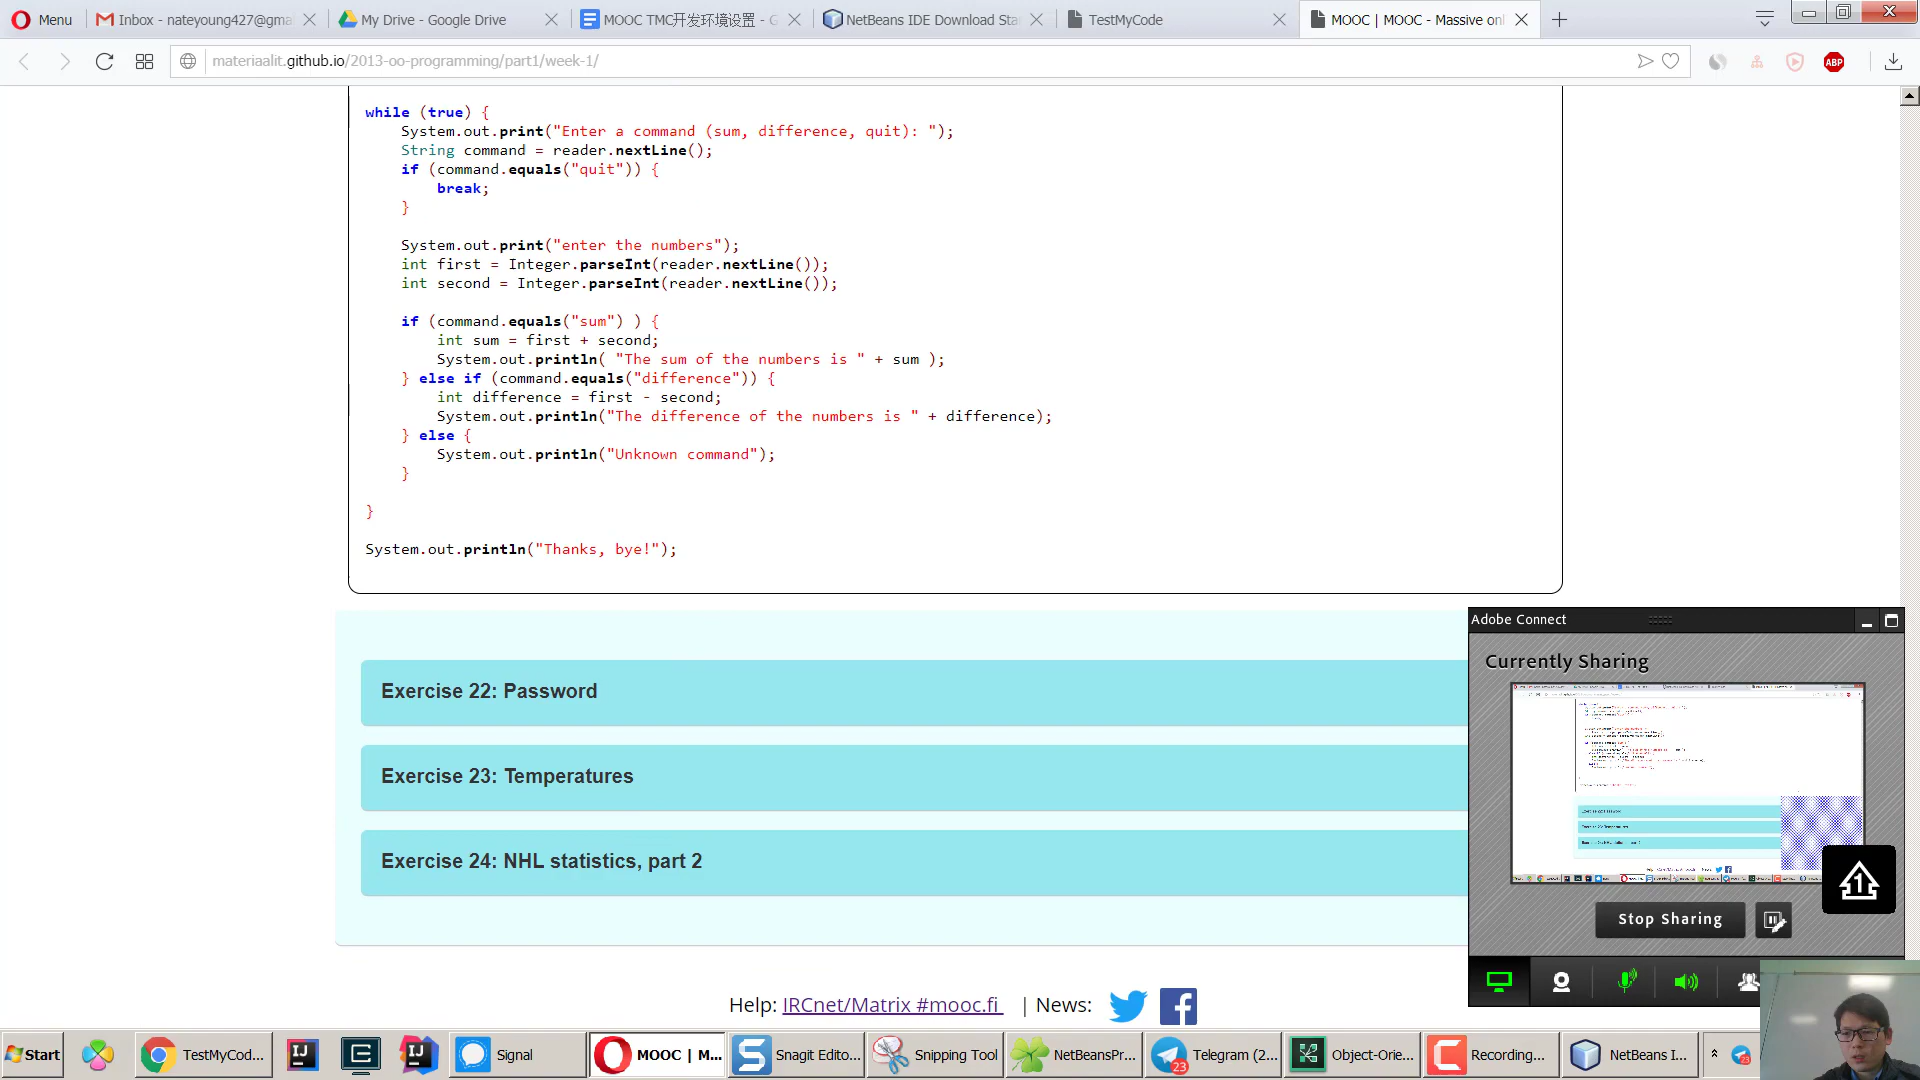 Menu
Inbox - nateyoung427@gma
My Drive - Google Drive
MOOC TMC开发环境设置 - G
NetBeans IDE Download Sta
TestMyCode
MOOC | MOOC - Massive onl
materiaalit.github.io/2013-oo-programming/part1/week-1/
ABP
while (true) {
System.out.print("Enter a command (sum, difference, quit): ");
String command = reader.nextLine();
if (command.equals("quit")) {
break;
}
System.out.print("enter the numbers");
int first = Integer.parseInt(reader.nextLine());
int second = Integer.parseInt(reader.nextLine());
if (command.equals("sum") ) {
int sum = first + second;
System.out.println( "The sum of the numbers is " + sum );
} else if (command.equals("difference")) {
int difference = first - second;
System.out.println("The difference of the numbers is " + difference);
} else {
System.out.println("Unknown command");
}
}
System.out.println("Thanks, bye!");
Exercise 22: Password
Exercise 23: Temperatures
Exercise 24: NHL statistics, part 2
Help: IRCnet/Matrix #mooc.fi | News:
Adobe Connect
Currently Sharing
Stop Sharing
Start
TestMyCod...
Signal
MOOC | M...
Snagit Edito...
Snipping Tool
NetBeansPr...
Telegram (2...
23
Object-Orie...
Recording...
NetBeans I...